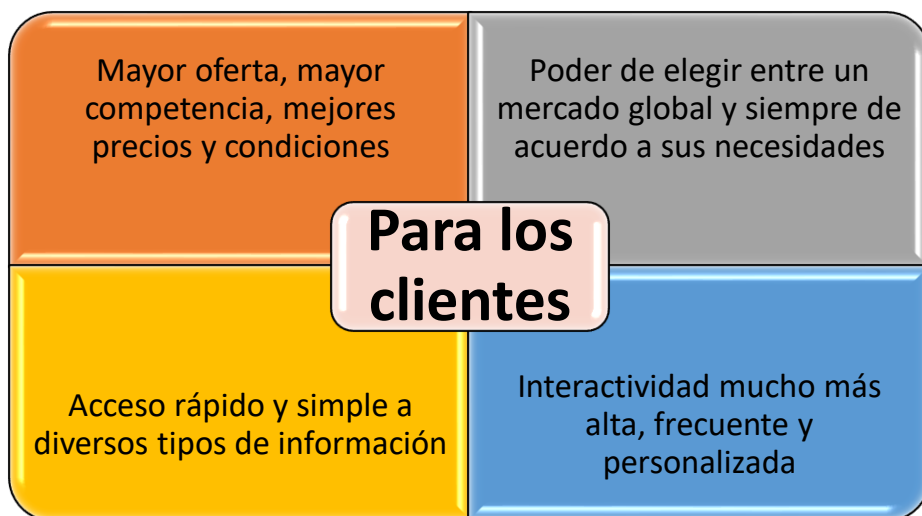 Mayor oferta, mayor
competencia, mejores
precios y condiciones
Poder de elegir entre un
mercado global y siempre de
acuerdo a sus necesidades
Para los
clientes
Acceso rápido y simple a
diversos tipos de información
Interactividad mucho más
alta, frecuente y
personalizada